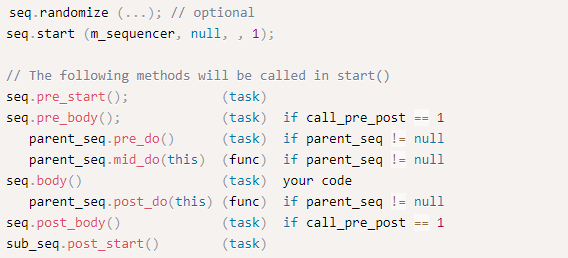 seq.randomize (...); // optional
seq.start (m_sequencer, null, , 1);
// The following methods will be called in start()
seq.pre_start(); (task)
seq.pre_body(); (task) if call_pre_post == 1
parent_seq.pre_do() (task) if parent_seq != null
parent_seq.mid_do(this) (func) if parent_seq != null
seq.body() (task) your code
parent_seq.post_do(this) (func) if parent_seq != null
seq.post_body() (task) if call_pre_post == 1
sub_seq.post_start() (task)